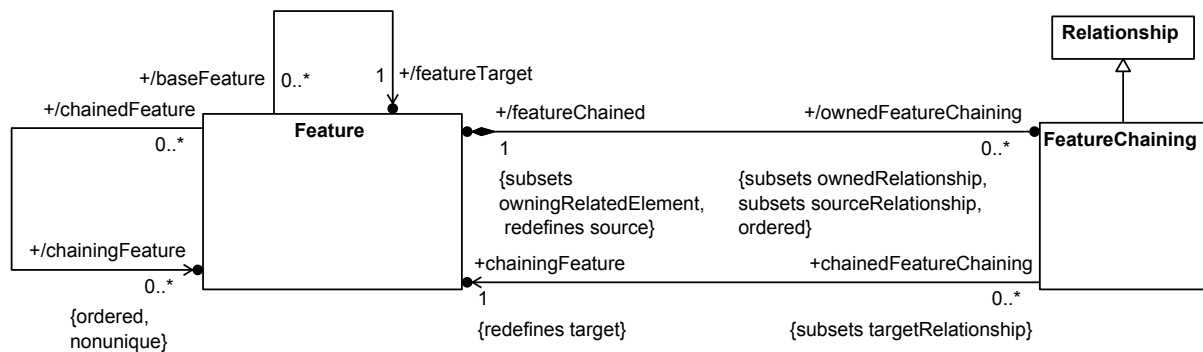 Relationship
+/baseFeature
0..*
1
+/featureTarget
+/chainedFeature
0..*
Feature
+/featureChained
1
{subsets
owningRelatedElement,
redefines source}
+/ownedFeatureChaining
0..*
{subsets ownedRelationship,
subsets sourceRelationship,
ordered}
FeatureChaining
+/chainingFeature
0..*
{ordered,
nonunique}
+chainingFeature
1
{redefines target}
+chainedFeatureChaining
0..*
{subsets targetRelationship}